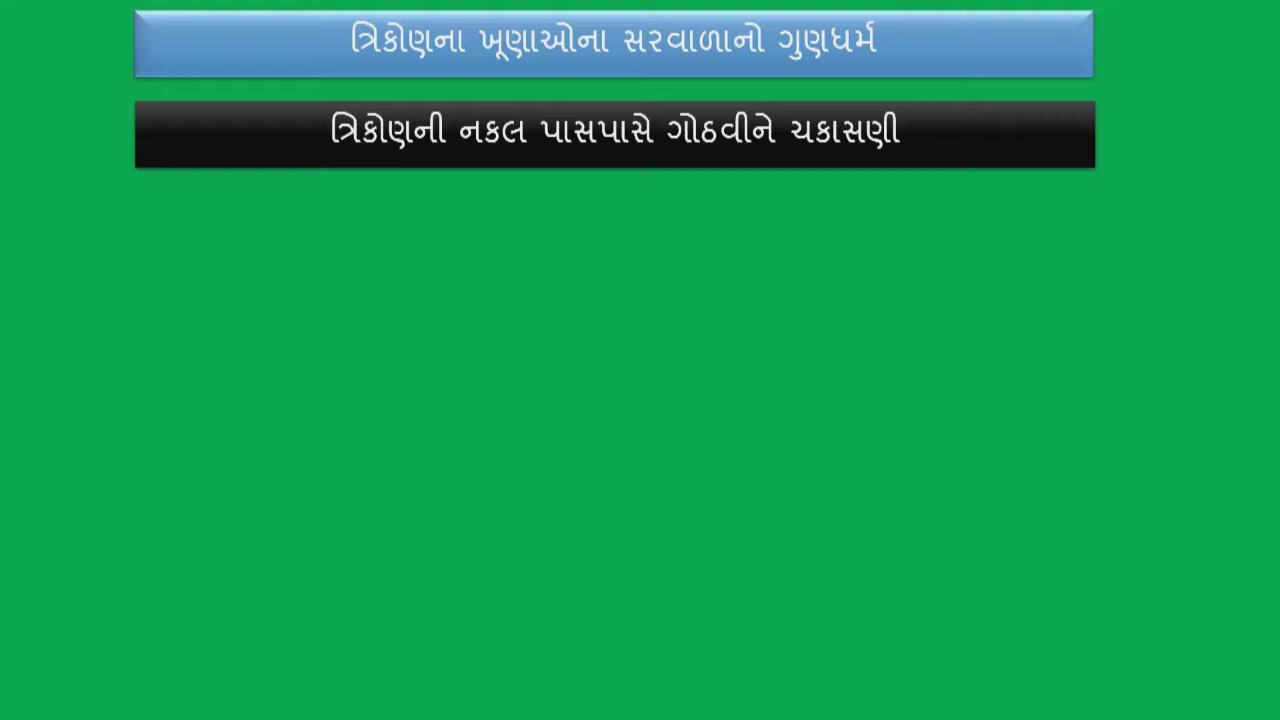 ત્રિકોણના ખૂણાઓના સરવાળાનો ગુણધર્મ
ત્રિકોણની નકલ પાસપાસે ગોઠવીને ચકાસણી